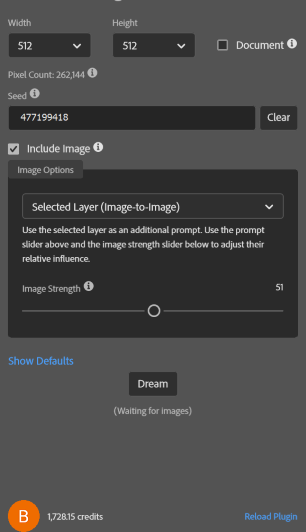 Width Height
512 512 Document
Pixel Count: 262,144
Seed
477199418 Clear
Include Image
Image Options
Selected Layer (Image-to-Image)
Use the selected layer as an additional prompt. Use the prompt
slider above and the image strength slider below to adjust their
relative influence.
Image Strength 51
Show Defaults
Dream
(Waiting for images)
B 1,728.15 credits Reload Plugin